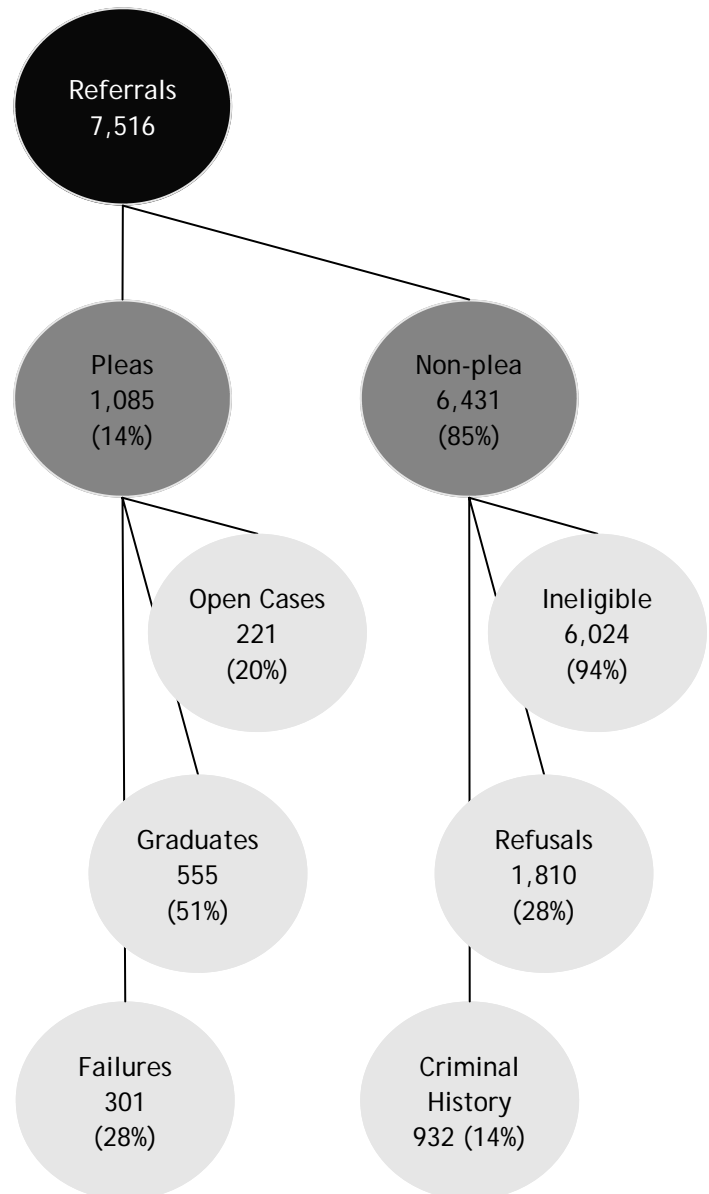 Referrals
7,516
Pleas
1,085
(14%)
Non-plea
6,431
(85%)
Open Cases
221
(20%)
Ineligible
6,024
(94%)
Graduates
555
(51%)
Refusals
1,810
(28%)
Failures
301
(28%)
Criminal
History
932 (14%)